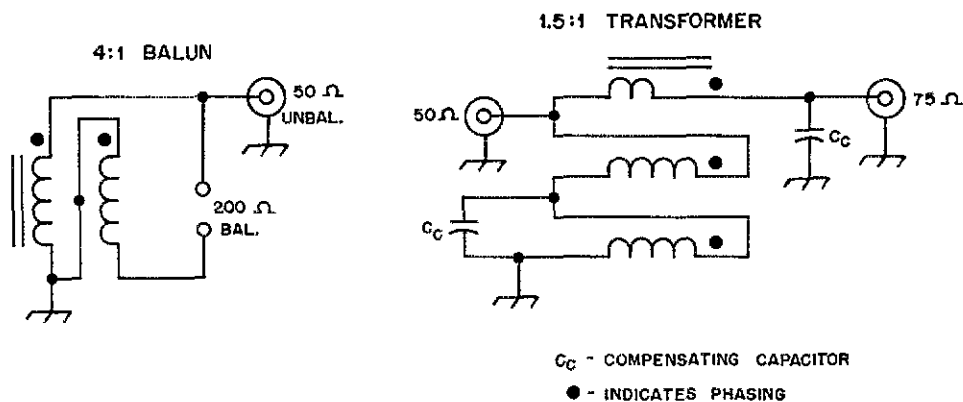 4:1 BALUN
50 Ω
UNBAL.
200 Ω
BAL.
1.5:1 TRANSFORMER
50Ω
75 Ω
CC
CC
CC - COMPENSATING CAPACITOR
● - INDICATES PHASING